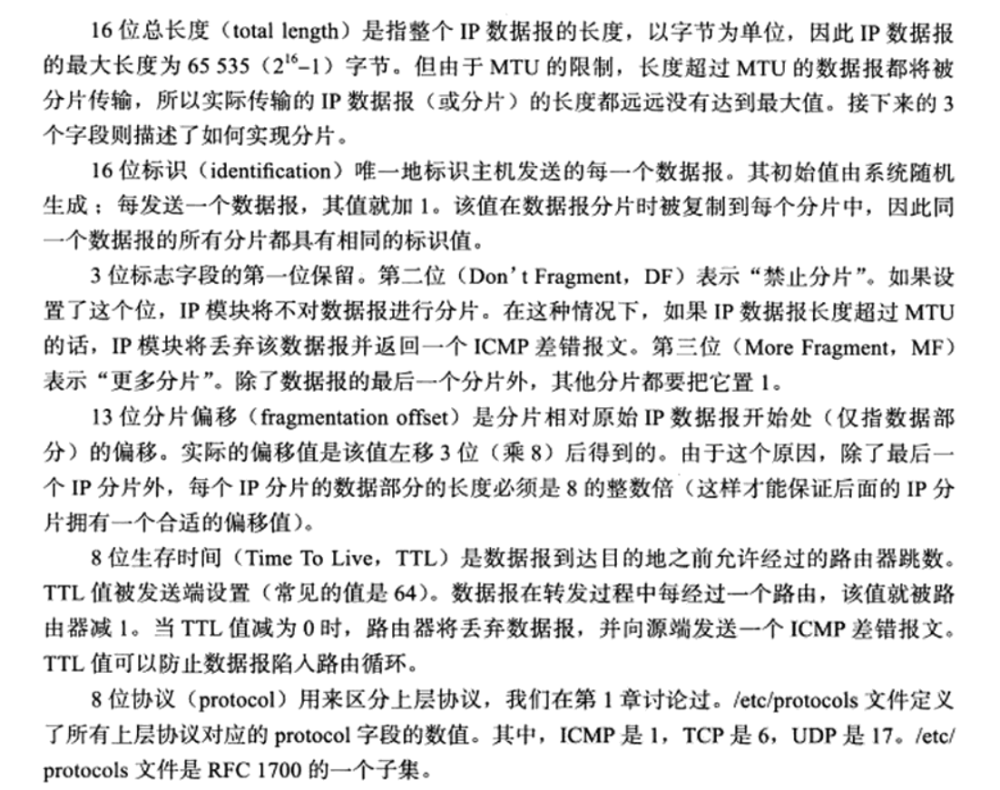 16 位总长度（total length）是指整个 IP 数据报的长度，以字节为单位，因此 IP 数据报
的最大长度为 65 535（2¹⁶–1）字节。但由于 MTU 的限制，长度超过 MTU 的数据报都将被
分片传输，所以实际传输的 IP 数据报（或分片）的长度都远远没有达到最大值。接下来的 3
个字段则描述了如何实现分片。
16 位标识（identification）唯一地标识主机发送的每一个数据报。其初始值由系统随机
生成；每发送一个数据报，其值就加 1。该值在数据报分片时被复制到每个分片中，因此同
一个数据报的所有分片都具有相同的标识值。
3 位标志字段的第一位保留。第二位（Don’t Fragment，DF）表示“禁止分片”。如果设
置了这个位，IP 模块将不对数据报进行分片。在这种情况下，如果 IP 数据报长度超过 MTU
的话，IP 模块将丢弃该数据报并返回一个 ICMP 差错报文。第三位（More Fragment，MF）
表示“更多分片”。除了数据报的最后一个分片外，其他分片都要把它置 1。
13 位分片偏移（fragmentation offset）是分片相对原始 IP 数据报开始处（仅指数据部
分）的偏移。实际的偏移值是该值左移 3 位（乘 8）后得到的。由于这个原因，除了最后一
个 IP 分片外，每个 IP 分片的数据部分的长度必须是 8 的整数倍（这样才能保证后面的 IP 分
片拥有一个合适的偏移值）。
8 位生存时间（Time To Live，TTL）是数据报到达目的地之前允许经过的路由器跳数。
TTL 值被发送端设置（常见的值是 64）。数据报在转发过程中每经过一个路由，该值就被路
由器减 1。当 TTL 值减为 0 时，路由器将丢弃数据报，并向源端发送一个 ICMP 差错报文。
TTL 值可以防止数据报陷入路由循环。
8 位协议（protocol）用来区分上层协议，我们在第 1 章讨论过。/etc/protocols 文件定义
了所有上层协议对应的 protocol 字段的数值。其中，ICMP 是 1，TCP 是 6，UDP 是 17。/etc/
protocols 文件是 RFC 1700 的一个子集。